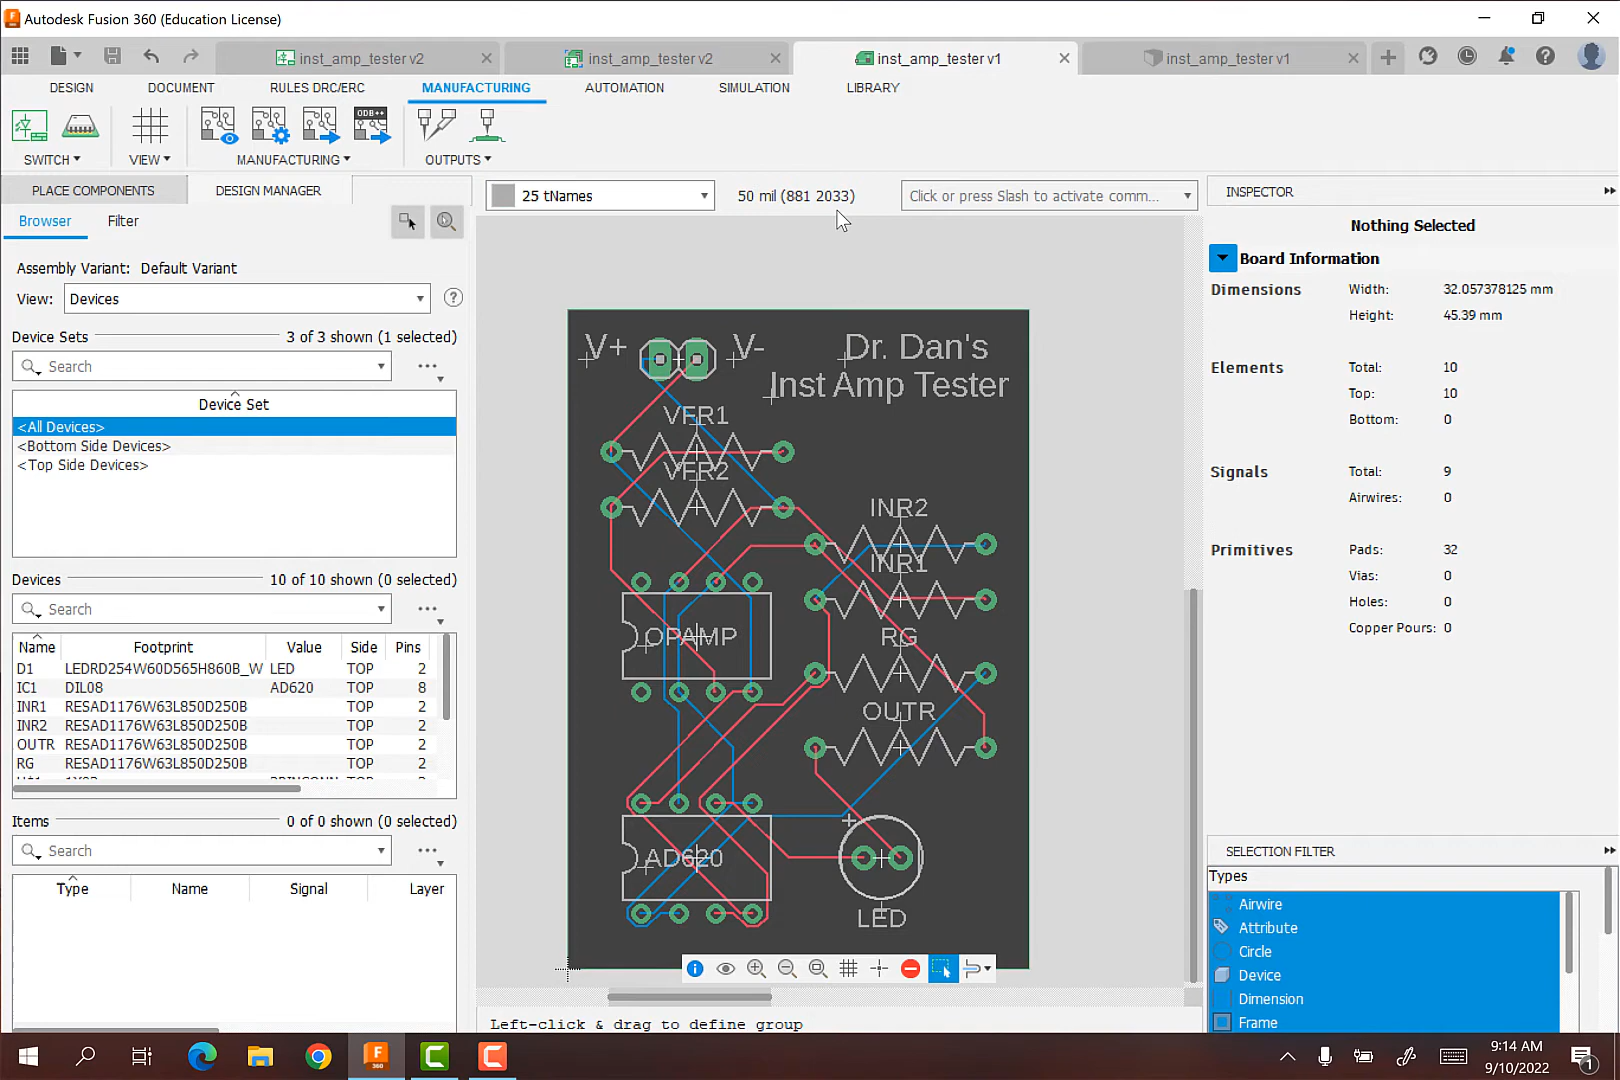 Autodesk Fusion 360 (Education License)
inst_amp_tester v2
inst_amp_tester v2
inst_amp_tester v1
inst_amp_tester v1
DESIGN
DOCUMENT
RULES DRC/ERC
MANUFACTURING
AUTOMATION
SIMULATION
LIBRARY
ODB++
SWITCH
VIEW
MANUFACTURING
OUTPUTS
PLACE COMPONENTS
DESIGN MANAGER
25 tNames
50 mil (881 2033)
Click or press Slash to activate comm...
INSPECTOR
Browser
Filter
Nothing Selected
Board Information
Assembly Variant: Default Variant
View: Devices
Dimensions
Width: 32.057378125 mm
Height: 45.39 mm
Device Sets 3 of 3 shown (1 selected)
Search
Elements
Total: 10
Top: 10
Bottom: 0
Device Set
<All Devices>
<Bottom Side Devices>
<Top Side Devices>
Signals
Total: 9
Airwires: 0
Primitives
Pads: 32
Vias: 0
Holes: 0
Copper Pours: 0
Devices 10 of 10 shown (0 selected)
Search
Name Footprint Value Side Pins
D1 LEDRD254W60D565H860B_W LED TOP 2
IC1 DIL08 AD620 TOP 8
INR1 RESAD1176W63L850D250B TOP 2
INR2 RESAD1176W63L850D250B TOP 2
OUTR RESAD1176W63L850D250B TOP 2
RG RESAD1176W63L850D250B TOP 2
Items 0 of 0 shown (0 selected)
Search
Type Name Signal Layer
V+
V-
Dr. Dan's
Inst Amp Tester
VFR1
VFR2
INR2
INR1
OPAMP
RG
OUTR
AD620
LED
Left-click & drag to define group
SELECTION FILTER
Types
Airwire
Attribute
Circle
Device
Dimension
Frame
F
360
C
C
9:14 AM
9/10/2022
1